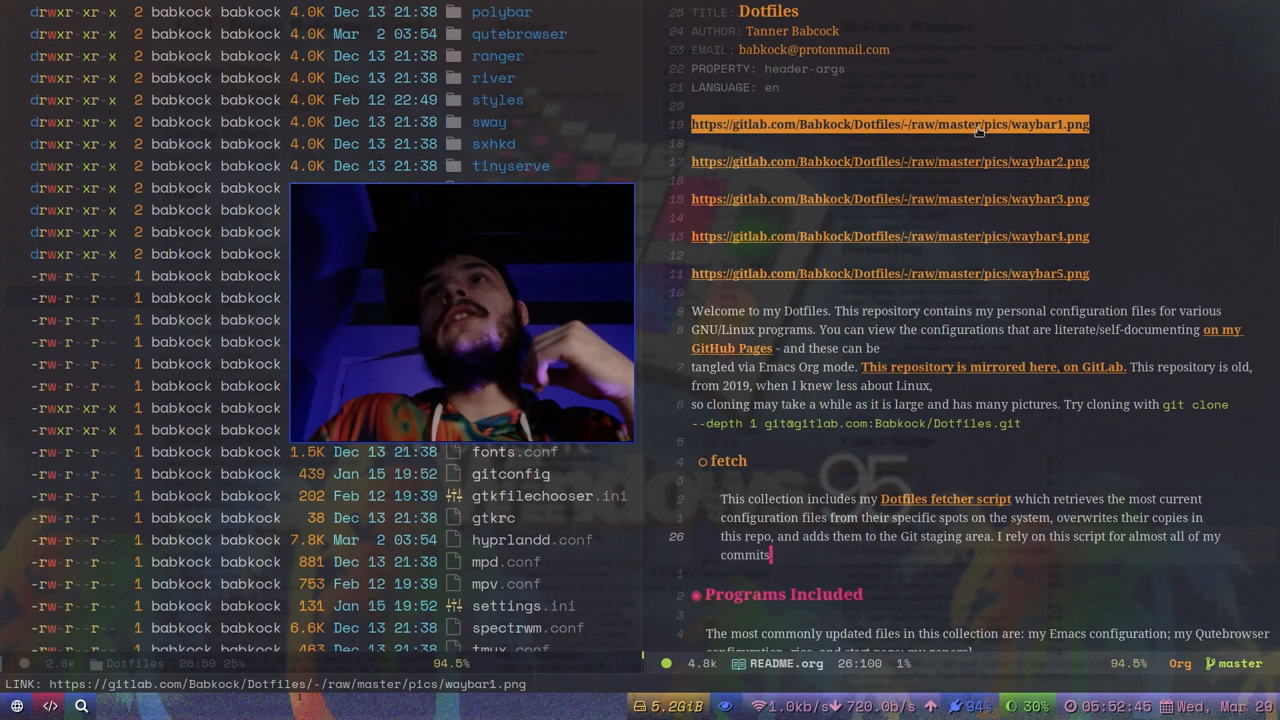 drwxr-xr-x 2 babkock babkock 4.0K Dec 13 21:38 polybar
drwxr-xr-x 2 babkock babkock 4.0K Mar 2 03:54 qutebrowser
drwxr-xr-x 2 babkock babkock 4.0K Dec 13 21:38 ranger
drwxr-xr-x 2 babkock babkock 4.0K Dec 13 21:38 river
drwxr-xr-x 2 babkock babkock 4.0K Feb 12 22:49 styles
drwxr-xr-x 2 babkock babkock 4.0K Dec 13 21:38 sway
drwxr-xr-x 2 babkock babkock 4.0K Dec 13 21:38 sxhkd
drwxr-xr-x 2 babkock babkock 4.0K Dec 13 21:38 tinyserve
drwxr-xr-x 2 babkock babkock
drwxr-xr-x 2 babkock babkock
drwxr-xr-x 2 babkock babkock
drwxr-xr-x 2 babkock babkock
-rw-r--r-- 1 babkock babkock
-rw-r--r-- 1 babkock babkock
-rw-r--r-- 1 babkock babkock
-rw-r--r-- 1 babkock babkock
-rw-r--r-- 1 babkock babkock
-rw-r--r-- 1 babkock babkock
-rwxr-xr-x 1 babkock babkock
-rwxr-xr-x 1 babkock babkock
-rw-r--r-- 1 babkock babkock 1.5K Dec 13 21:38 fonts.conf
-rw-r--r-- 1 babkock babkock 439 Jan 15 19:52 gitconfig
-rw-r--r-- 1 babkock babkock 202 Feb 12 19:39 gtkfilechooser.ini
-rw-r--r-- 1 babkock babkock 38 Dec 13 21:38 gtkrc
-rw-r--r-- 1 babkock babkock 7.8K Mar 2 03:54 hyprlandd.conf
-rw-r--r-- 1 babkock babkock 881 Dec 13 21:38 mpd.conf
-rw-r--r-- 1 babkock babkock 753 Feb 12 19:39 mpv.conf
-rw-r--r-- 1 babkock babkock 131 Jan 15 19:52 settings.ini
-rw-r--r-- 1 babkock babkock 6.6K Dec 13 21:38 spectrwm.conf
-rw-r--r-- 1 babkock babkock 463 Dec 13 21:38 tmux.conf
2.6k Dotfiles 26:59 25% 94.5%
25 TITLE: Dotfiles
24 AUTHOR: Tanner Babcock
23 EMAIL: babkock@protonmail.com
22 PROPERTY: header-args
21 LANGUAGE: en
20
19 https://gitlab.com/Babkock/Dotfiles/-/raw/master/pics/waybar1.png
18
17 https://gitlab.com/Babkock/Dotfiles/-/raw/master/pics/waybar2.png
16
15 https://gitlab.com/Babkock/Dotfiles/-/raw/master/pics/waybar3.png
14
13 https://gitlab.com/Babkock/Dotfiles/-/raw/master/pics/waybar4.png
12
11 https://gitlab.com/Babkock/Dotfiles/-/raw/master/pics/waybar5.png
10
9 Welcome to my Dotfiles. This repository contains my personal configuration files for various
8 GNU/Linux programs. You can view the configurations that are literate/self-documenting on my
GitHub Pages - and these can be
7 tangled via Emacs Org mode. This repository is mirrored here, on GitLab. This repository is old,
from 2019, when I knew less about Linux,
6 so cloning may take a while as it is large and has many pictures. Try cloning with git clone
--depth 1 git@gitlab.com:Babkock/Dotfiles.git
5
4 fetch
3
2 This collection includes my Dotfiles fetcher script which retrieves the most current
1 configuration files from their specific spots on the system, overwrites their copies in
26 this repo, and adds them to the Git staging area. I rely on this script for almost all of my
commits
1
2 Programs Included
3
4 The most commonly updated files in this collection are: my Emacs configuration; my Qutebrowser
configuration, rice, and start page; my general
4.8k README.org 26:100 1% 94.5% Org master
LINK: https://gitlab.com/Babkock/Dotfiles/-/raw/master/pics/waybar1.png
5.2GiB 1.0kb/s 720.0b/s 94% 30% 05:52:45 Wed, Mar 29